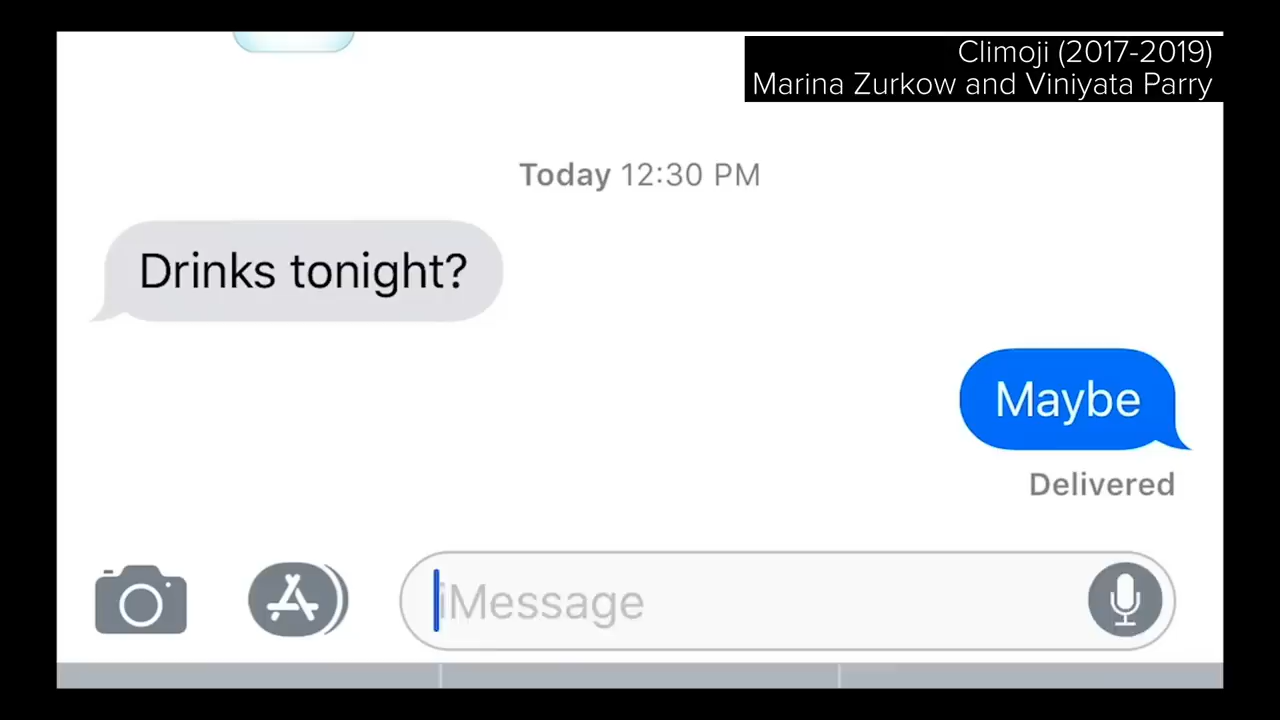 Climoji (2017-2019)
Marina Zurkow and Viniyata Parry
Today 12:30 PM
Drinks tonight?
Maybe
Delivered
iMessage